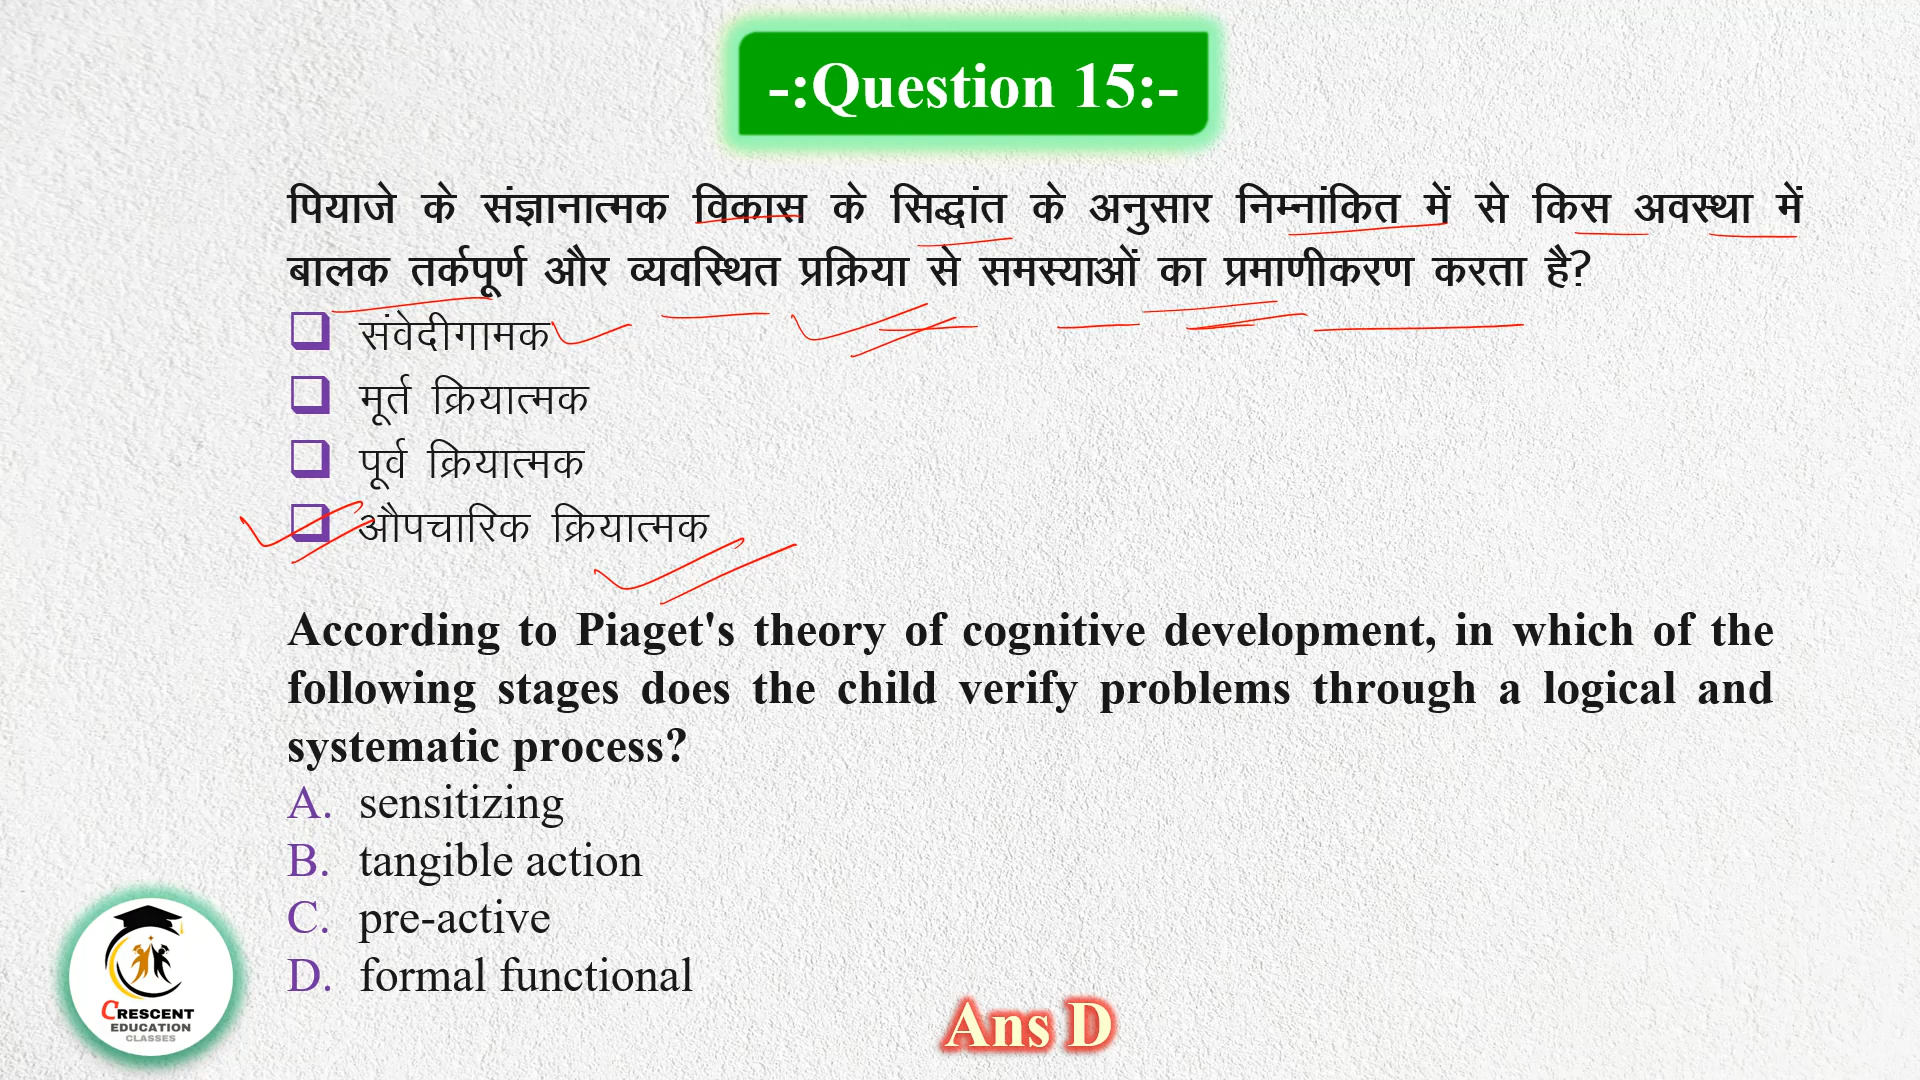 -:Question 15:-
पियाजे के संज्ञानात्मक विकास के सिद्धांत के अनुसार निम्नांकित में से किस अवस्था में
बालक तर्कपूर्ण और व्यवस्थित प्रक्रिया से समस्याओं का प्रमाणीकरण करता है?
संवेदीगामक
मूर्त क्रियात्मक
पूर्व क्रियात्मक
औपचारिक क्रियात्मक
According to Piaget's theory of cognitive development, in which of the
following stages does the child verify problems through a logical and
systematic process?
A. sensitizing
B. tangible action
C. pre-active
D. formal functional
Ans D
CRESCENT
EDUCATION
CLASSES